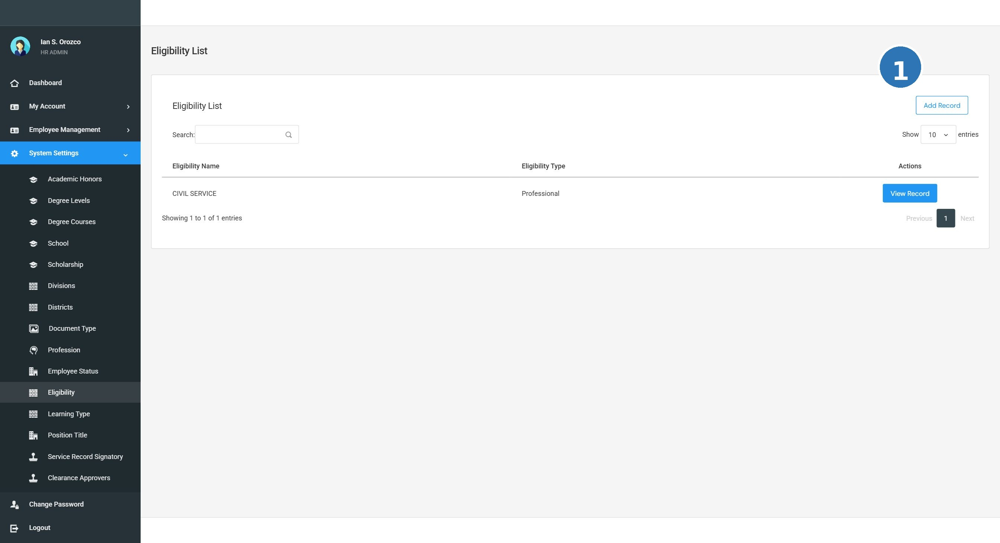 Ian S. Orozco
HR ADMIN
Dashboard
My Account
Employee Management
System Settings
Academic Honors
Degree Levels
Degree Courses
School
Scholarship
Divisions
Districts
Document Type
Profession
Employee Status
Eligibility
Learning Type
Position Title
Service Record Signatory
Clearance Approvers
Change Password
Logout
Eligibility List
1
Eligibility List
Add Record
Search:
Show 10 entries
Eligibility Name Eligibility Type Actions
CIVIL SERVICE Professional View Record
Showing 1 to 1 of 1 entries
Previous 1 Next